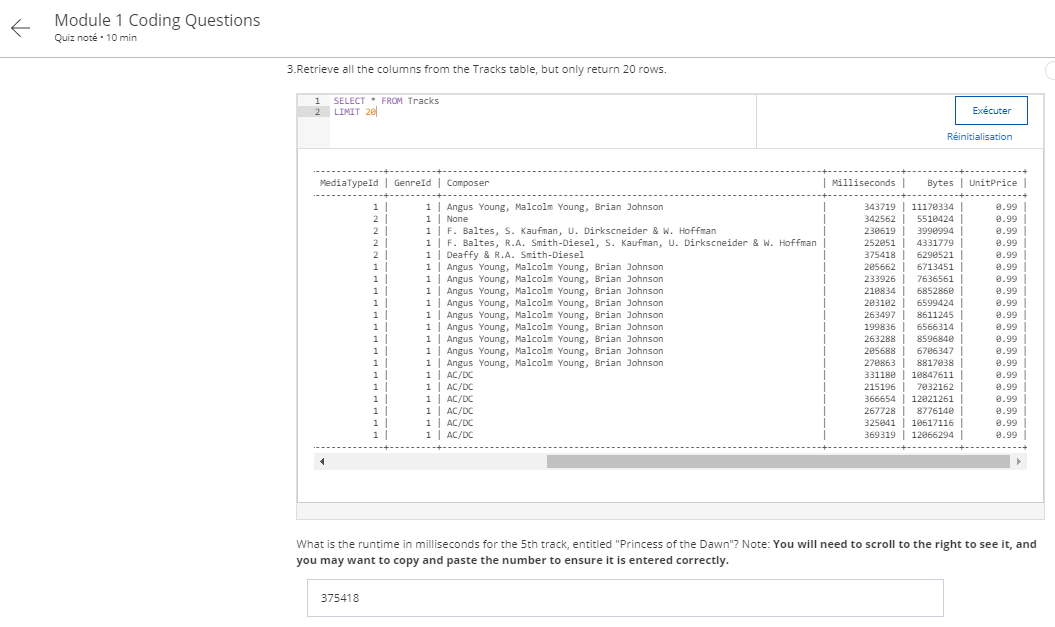 Module 1 Coding Questions
Quiz noté • 10 min
3.Retrieve all the columns from the Tracks table, but only return 20 rows.
1 SELECT * FROM Tracks
2 LIMIT 20
Exécuter
Réinitialisation
MediaTypeId | GenreId | Composer | Milliseconds | Bytes | UnitPrice |
1 | 1 | Angus Young, Malcolm Young, Brian Johnson | 343719 | 11170334 | 0.99 |
2 | 1 | None | 342562 | 5510424 | 0.99 |
2 | 1 | F. Baltes, S. Kaufman, U. Dirkscneider & W. Hoffman | 230619 | 3990994 | 0.99 |
2 | 1 | F. Baltes, R.A. Smith-Diesel, S. Kaufman, U. Dirkscneider & W. Hoffman | 252051 | 4331779 | 0.99 |
2 | 1 | Deaffy & R.A. Smith-Diesel | 375418 | 6290521 | 0.99 |
1 | 1 | Angus Young, Malcolm Young, Brian Johnson | 205662 | 6713451 | 0.99 |
1 | 1 | Angus Young, Malcolm Young, Brian Johnson | 233926 | 7636561 | 0.99 |
1 | 1 | Angus Young, Malcolm Young, Brian Johnson | 210834 | 6852860 | 0.99 |
1 | 1 | Angus Young, Malcolm Young, Brian Johnson | 203102 | 6599424 | 0.99 |
1 | 1 | Angus Young, Malcolm Young, Brian Johnson | 263497 | 8611245 | 0.99 |
1 | 1 | Angus Young, Malcolm Young, Brian Johnson | 199836 | 6566314 | 0.99 |
1 | 1 | Angus Young, Malcolm Young, Brian Johnson | 263288 | 8596840 | 0.99 |
1 | 1 | Angus Young, Malcolm Young, Brian Johnson | 205688 | 6706347 | 0.99 |
1 | 1 | Angus Young, Malcolm Young, Brian Johnson | 270863 | 8817038 | 0.99 |
1 | 1 | AC/DC | 331180 | 10847611 | 0.99 |
1 | 1 | AC/DC | 215196 | 7032162 | 0.99 |
1 | 1 | AC/DC | 366654 | 12021261 | 0.99 |
1 | 1 | AC/DC | 267728 | 8776140 | 0.99 |
1 | 1 | AC/DC | 325041 | 10617116 | 0.99 |
1 | 1 | AC/DC | 369319 | 12066294 | 0.99 |
What is the runtime in milliseconds for the 5th track, entitled "Princess of the Dawn"? Note: You will need to scroll to the right to see it, and
you may want to copy and paste the number to ensure it is entered correctly.
375418